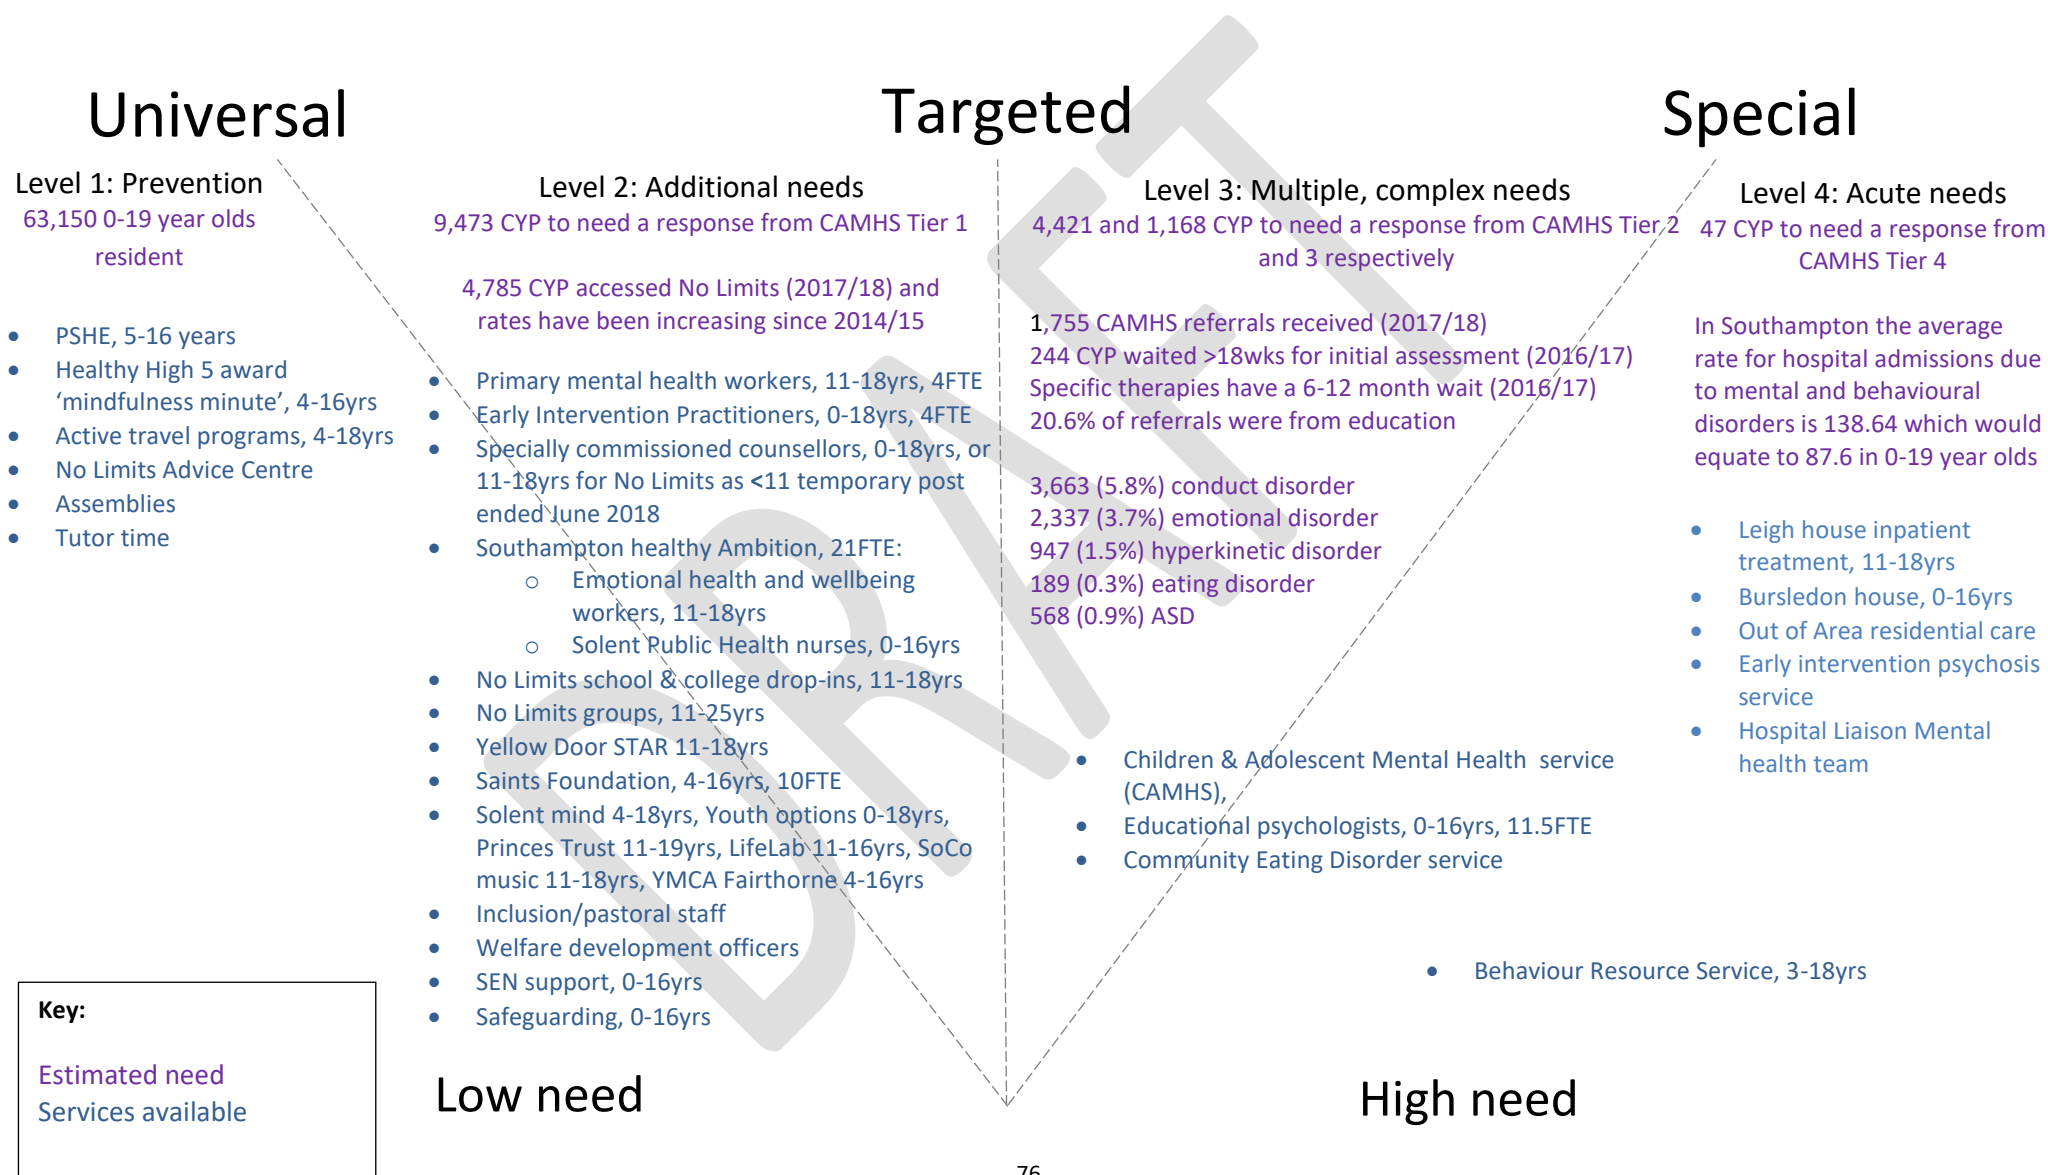 Universal
Targeted
Special
Level 1: Prevention
63,150 0-19 year olds
resident
• PSHE, 5-16 years
• Healthy High 5 award
‘mindfulness minute’, 4-16yrs
• Active travel programs, 4-18yrs
• No Limits Advice Centre
• Assemblies
• Tutor time
Level 2: Additional needs
9,473 CYP to need a response from CAMHS Tier 1
4,785 CYP accessed No Limits (2017/18) and
rates have been increasing since 2014/15
• Primary mental health workers, 11-18yrs, 4FTE
• Early Intervention Practitioners, 0-18yrs, 4FTE
• Specially commissioned counsellors, 0-18yrs, or
11-18yrs for No Limits as <11 temporary post
ended June 2018
• Southampton healthy Ambition, 21FTE:
o Emotional health and wellbeing
workers, 11-18yrs
o Solent Public Health nurses, 0-16yrs
• No Limits school & college drop-ins, 11-18yrs
• No Limits groups, 11-25yrs
• Yellow Door STAR 11-18yrs
• Saints Foundation, 4-16yrs, 10FTE
• Solent mind 4-18yrs, Youth options 0-18yrs,
Princes Trust 11-19yrs, LifeLab 11-16yrs, SoCo
music 11-18yrs, YMCA Fairthorne 4-16yrs
• Inclusion/pastoral staff
• Welfare development officers
• SEN support, 0-16yrs
• Safeguarding, 0-16yrs
Level 3: Multiple, complex needs
4,421 and 1,168 CYP to need a response from CAMHS Tier 2
and 3 respectively
1,755 CAMHS referrals received (2017/18)
244 CYP waited >18wks for initial assessment (2016/17)
Specific therapies have a 6-12 month wait (2016/17)
20.6% of referrals were from education
3,663 (5.8%) conduct disorder
2,337 (3.7%) emotional disorder
947 (1.5%) hyperkinetic disorder
189 (0.3%) eating disorder
568 (0.9%) ASD
• Children & Adolescent Mental Health service
(CAMHS),
• Educational psychologists, 0-16yrs, 11.5FTE
• Community Eating Disorder service
Level 4: Acute needs
47 CYP to need a response from
CAMHS Tier 4
In Southampton the average
rate for hospital admissions due
to mental and behavioural
disorders is 138.64 which would
equate to 87.6 in 0-19 year olds
• Leigh house inpatient
treatment, 11-18yrs
• Bursledon house, 0-16yrs
• Out of Area residential care
• Early intervention psychosis
service
• Hospital Liaison Mental
health team
• Behaviour Resource Service, 3-18yrs
Key:
Estimated need
Services available
Low need
High need
76
DRAFT